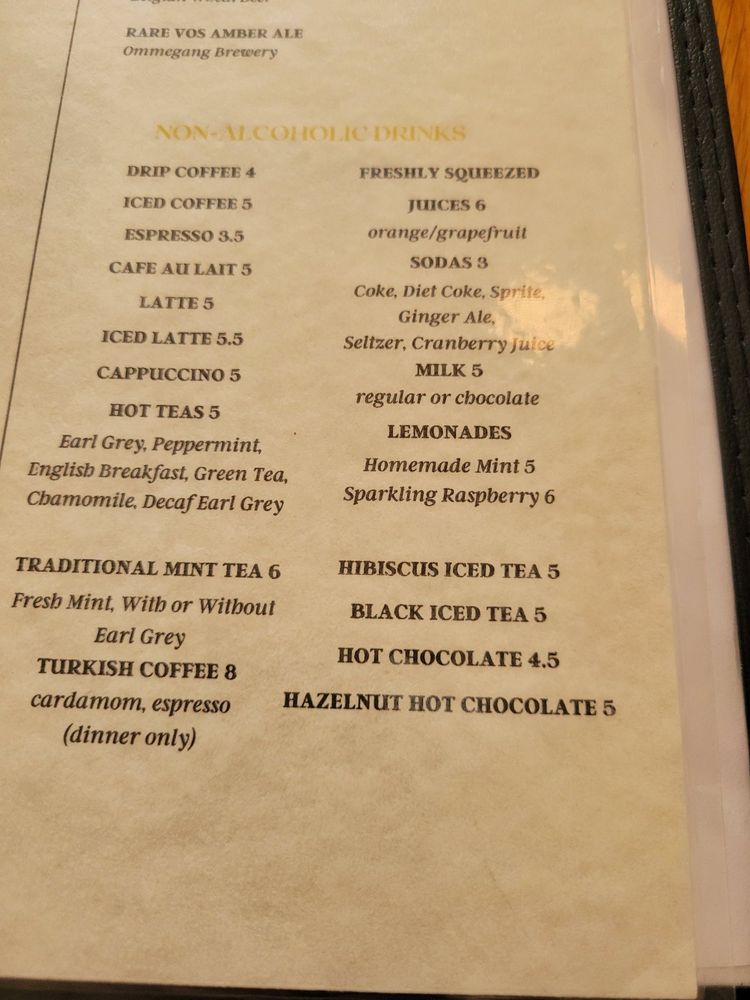 RARE VOS AMBER ALE
Ommegang Brewery
NON-ALCOHOLIC DRINKS
DRIP COFFEE 4
ICED COFFEE 5
ESPRESSO 3.5
CAFE AU LAIT 5
LATTE 5
ICED LATTE 5.5
CAPPUCCINO 5
HOT TEAS 5
Earl Grey, Peppermint,
English Breakfast, Green Tea,
Chamomile, Decaf Earl Grey
TRADITIONAL MINT TEA 6
Fresh Mint, With or Without
Earl Grey
TURKISH COFFEE 8
cardamom, espresso
(dinner only)
FRESHLY SQUEEZED
JUICES 6
orange/grapefruit
SODAS 3
Coke, Diet Coke, Sprite,
Ginger Ale,
Seltzer, Cranberry Juice
MILK 5
regular or chocolate
LEMONADES
Homemade Mint 5
Sparkling Raspberry 6
HIBISCUS ICED TEA 5
BLACK ICED TEA 5
HOT CHOCOLATE 4.5
HAZELNUT HOT CHOCOLATE 5